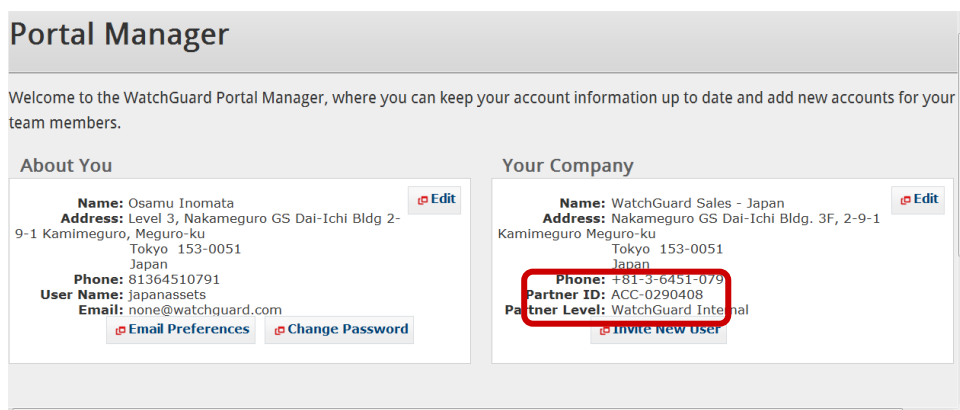 Portal Manager
Welcome to the WatchGuard Portal Manager, where you can keep your account information up to date and add new accounts for your
team members.
About You
Edit
Name: Osamu Inomata
Address: Level 3, Nakameguro GS Dai-Ichi Bldg 2-
9-1 Kamimeguro, Meguro-ku
Tokyo 153-0051
Japan
Phone: 81364510791
User Name: japanassets
Email: none@watchguard.com
Email Preferences
Change Password
Your Company
Edit
Name: WatchGuard Sales - Japan
Address: Nakameguro GS Dai-Ichi Bldg. 3F, 2-9-1
Kamimeguro Meguro-ku
Tokyo 153-0051
Japan
Phone: +81-3-6451-079
Partner ID: ACC-0290408
Partner Level: WatchGuard Internal
Invite New User